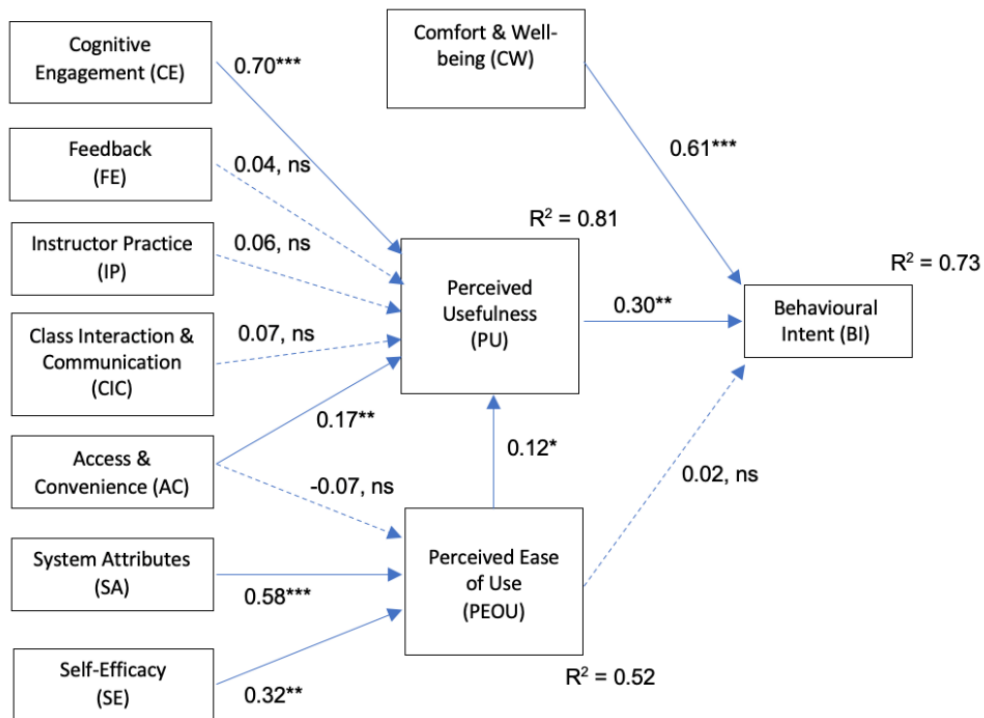 Cognitive
Engagement (CE)
0.70***
Comfort & Well-
being (CW)
0.61***
Feedback
(FE)
0.04, ns
Instructor Practice
(IP)
0.06, ns
R² = 0.81
Perceived
Usefulness
(PU)
0.30**
R² = 0.73
Behavioural
Intent (BI)
Class Interaction &
Communication
(CIC)
0.07, ns
0.17**
Access &
Convenience (AC)
-0.07, ns
0.12*
0.02, ns
System Attributes
(SA)
0.58***
Perceived Ease
of Use
(PEOU)
Self-Efficacy
(SE)
0.32**
R² = 0.52